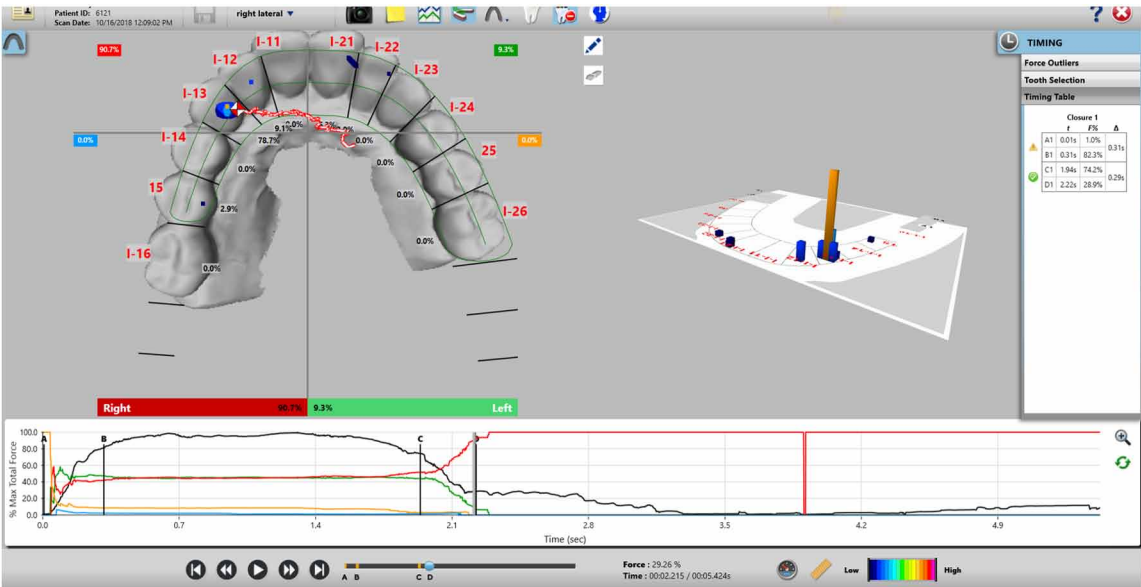 Patient ID: 6121
Scan Date: 10/16/2018 12:09:02 PM
right lateral
?
90.7%
9.3%
I-11
I-21
I-22
I-12
I-23
I-13
I-24
I-14
25
15
I-26
I-16
0.0%
0.0%
9.1%
0.0%
78.7%
0.0%
0.0%
0.0%
0.0%
2.9%
0.0%
0.0%
TIMING
Force Outliers
Tooth Selection
Timing Table
Closure 1
t F% Δ
A1 0.01s 1.0%
0.31s
B1 0.31s 82.3%
C1 1.94s 74.2%
0.29s
D1 2.22s 28.9%
Right 90.7% 9.3% Left
% Max Total Force
100.0
80.0
60.0
40.0
20.0
0.0
A B C D
0.0 0.7 1.4 2.1 2.8 3.5 4.2 4.9
Time (sec)
A B C D
Force : 29.26 %
Time : 00:02.215 / 00:05.424s
Low High